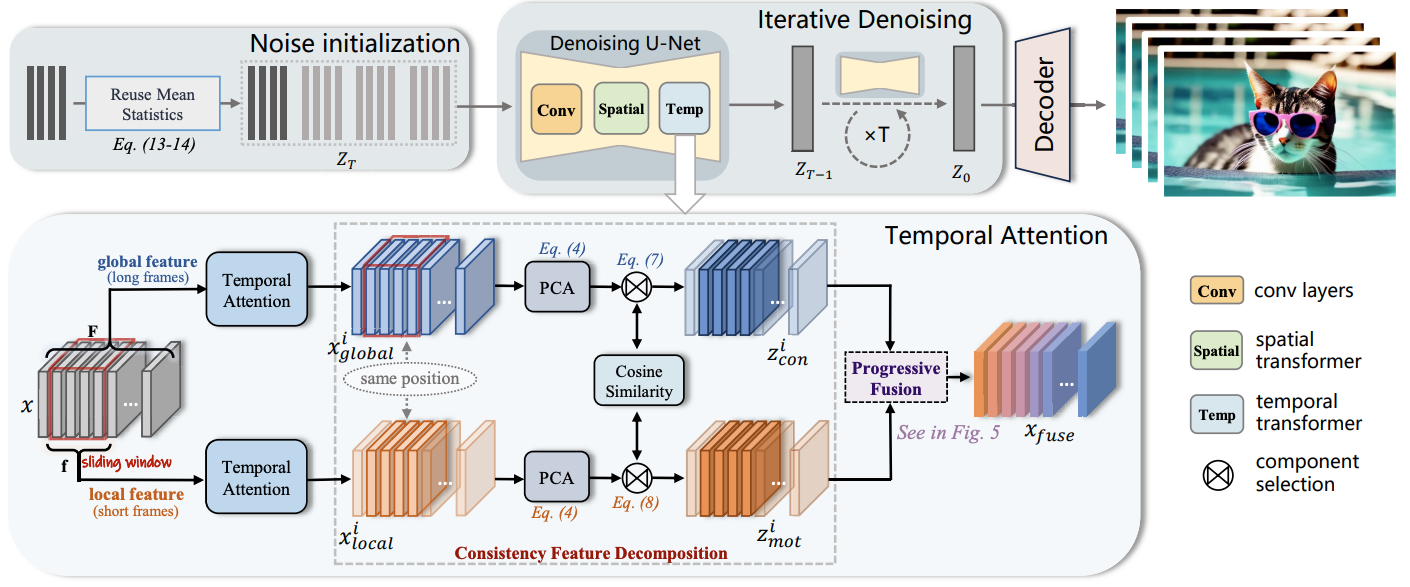 Noise initialization
Reuse Mean
Statistics
Eq. (13-14)
Z_T
Iterative Denoising
Denoising U-Net
Conv
Spatial
Temp
Z_{T−1}
×T
Z_0
Decoder
Temporal Attention
global feature
(long frames)
Temporal
Attention
F
x
f
sliding window
local feature
(short frames)
Temporal
Attention
...
x^i_{global}
same position
...
x^i_{local}
...
Eq. (4)
PCA
Eq. (7)
Cosine
Similarity
PCA
Eq. (4)
Eq. (8)
...
z^i_{con}
...
z^i_{mot}
Consistency Feature Decomposition
Progressive
Fusion
See in Fig. 5
...
x_{fuse}
Conv
conv layers
Spatial
spatial
transformer
Temp
temporal
transformer
component
selection